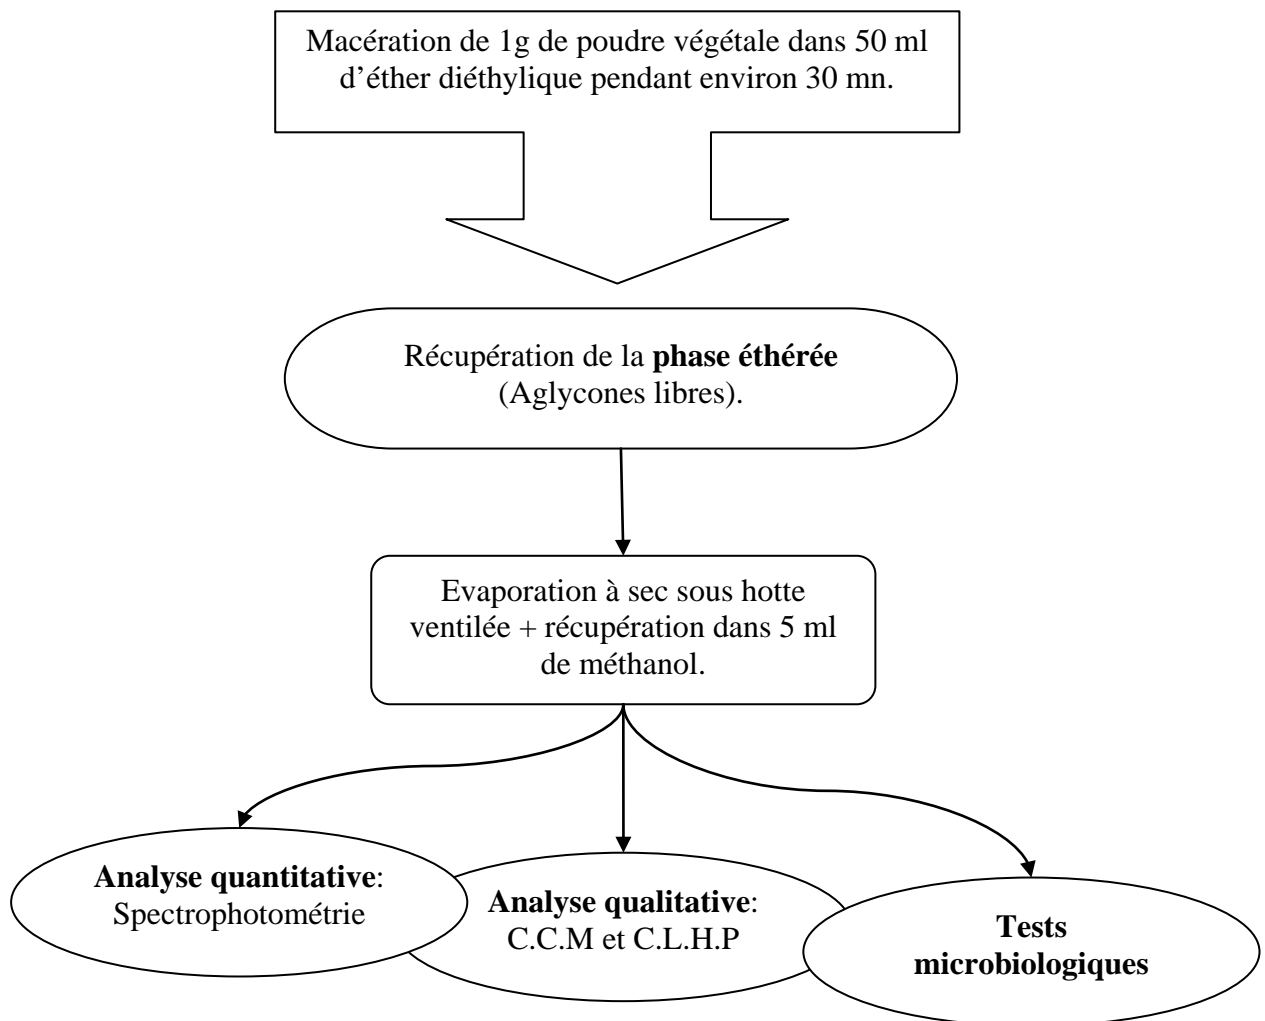 Macération de 1g de poudre végétale dans 50 ml
d’éther diéthylique pendant environ 30 mn.
Récupération de la phase éthérée
(Aglycones libres).
Evaporation à sec sous hotte
ventilée + récupération dans 5 ml
de méthanol.
Analyse quantitative:
Spectrophotométrie
Analyse qualitative:
C.C.M et C.L.H.P
Tests
microbiologiques